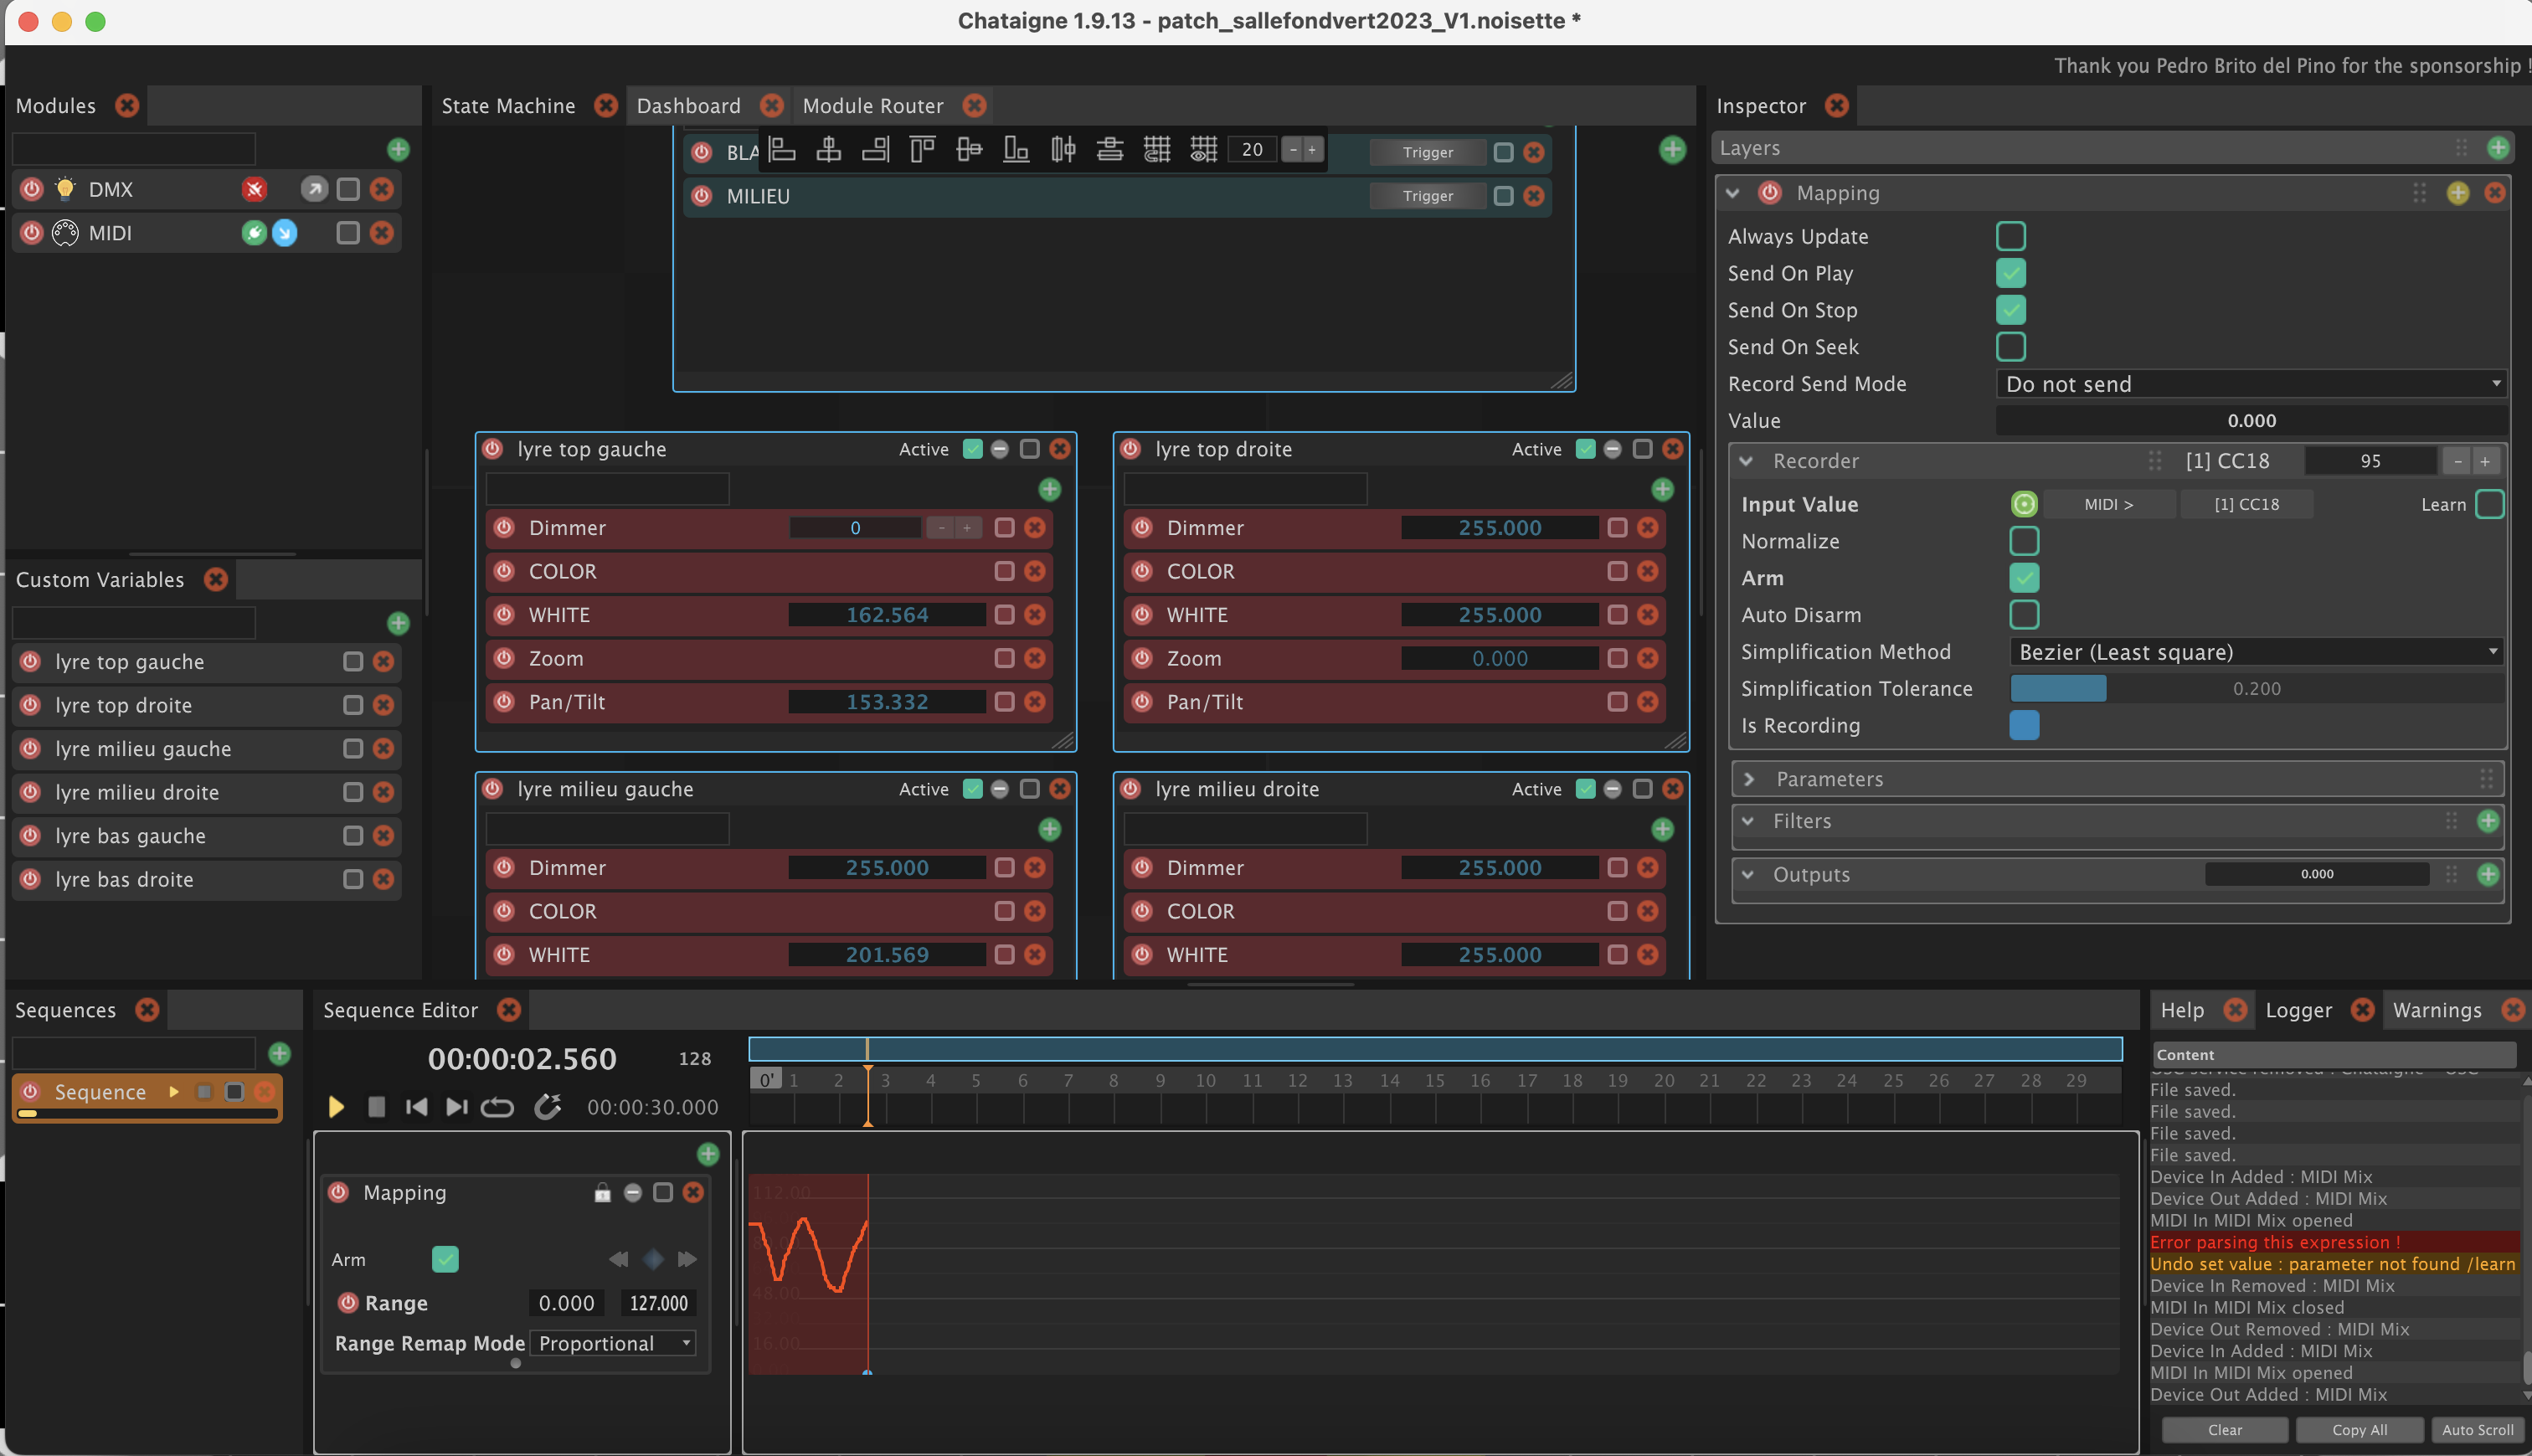 Chataigne 1.9.13 - patch_sallefondvert2023_V1.noisette *
Thank you Pedro Brito del Pino for the sponsorship !
Modules
DMX
MIDI
Custom Variables
lyre top gauche
lyre top droite
lyre milieu gauche
lyre milieu droite
lyre bas gauche
lyre bas droite
State Machine
Dashboard
Module Router
BLA
20
- +
Trigger
MILIEU
Trigger
lyre top gauche Active
Dimmer 0 - +
COLOR
WHITE 162.564
Zoom
Pan/Tilt 153.332
lyre top droite Active
Dimmer 255.000
COLOR
WHITE 255.000
Zoom 0.000
Pan/Tilt
lyre milieu gauche Active
Dimmer 255.000
COLOR
WHITE 201.569
lyre milieu droite Active
Dimmer 255.000
COLOR
WHITE 255.000
Inspector
Layers
Mapping
Always Update
Send On Play
Send On Stop
Send On Seek
Record Send Mode Do not send
Value 0.000
Recorder [1] CC18 95 - +
Input Value MIDI > [1] CC18 Learn
Normalize
Arm
Auto Disarm
Simplification Method Bezier (Least square)
Simplification Tolerance 0.200
Is Recording
Parameters
Filters
Outputs 0.000
Sequences
Sequence
Sequence Editor
00:00:02.560 128
00:00:30.000
0' 1 2 3 4 5 6 7 8 9 10 11 12 13 14 15 16 17 18 19 20 21 22 23 24 25 26 27 28 29
Mapping
Arm
Range 0.000 127.000
Range Remap Mode Proportional
112.00
80.00
48.00
16.00
Help
Logger
Warnings
Content
OSC service removed : Chataigne - OSC
File saved.
File saved.
File saved.
File saved.
Device In Added : MIDI Mix
Device Out Added : MIDI Mix
MIDI In MIDI Mix opened
Error parsing this expression !
Undo set value : parameter not found /learn
Device In Removed : MIDI Mix
MIDI In MIDI Mix closed
Device Out Removed : MIDI Mix
Device In Added : MIDI Mix
MIDI In MIDI Mix opened
Device Out Added : MIDI Mix
Clear
Copy All
Auto Scroll